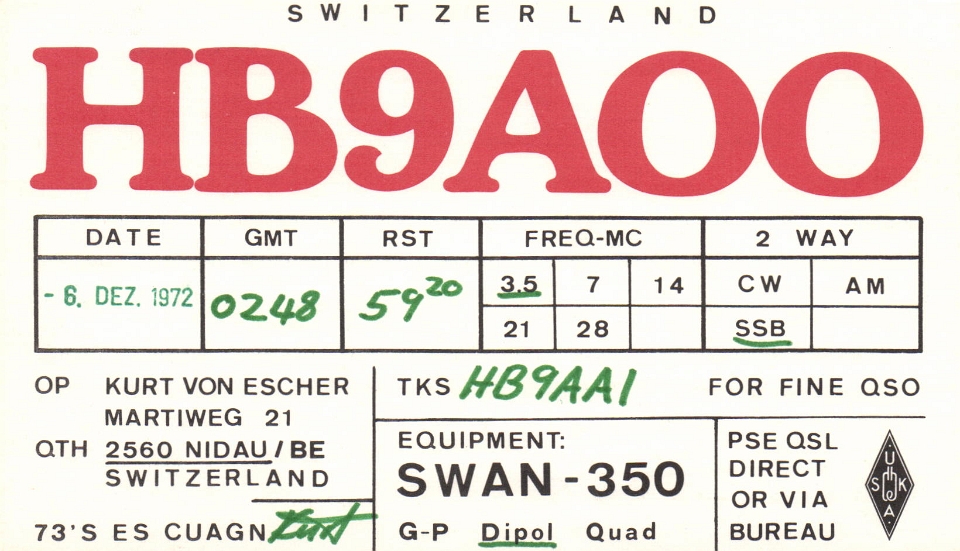 SWITZERLAND
HB9AOO
DATE GMT RST FREQ-MC 2 WAY
- 6. DEZ. 1972 0248 59 20 3.5 7 14 CW AM
21 28 SSB
OP KURT VON ESCHER
MARTIWEG 21
QTH 2560 NIDAU/BE
SWITZERLAND
73'S ES CUAGN Kurt
TKS HB9AA1 FOR FINE QSO
EQUIPMENT:
SWAN-350
G-P Dipol Quad
PSE QSL
DIRECT
OR VIA
BUREAU
U
S K
A